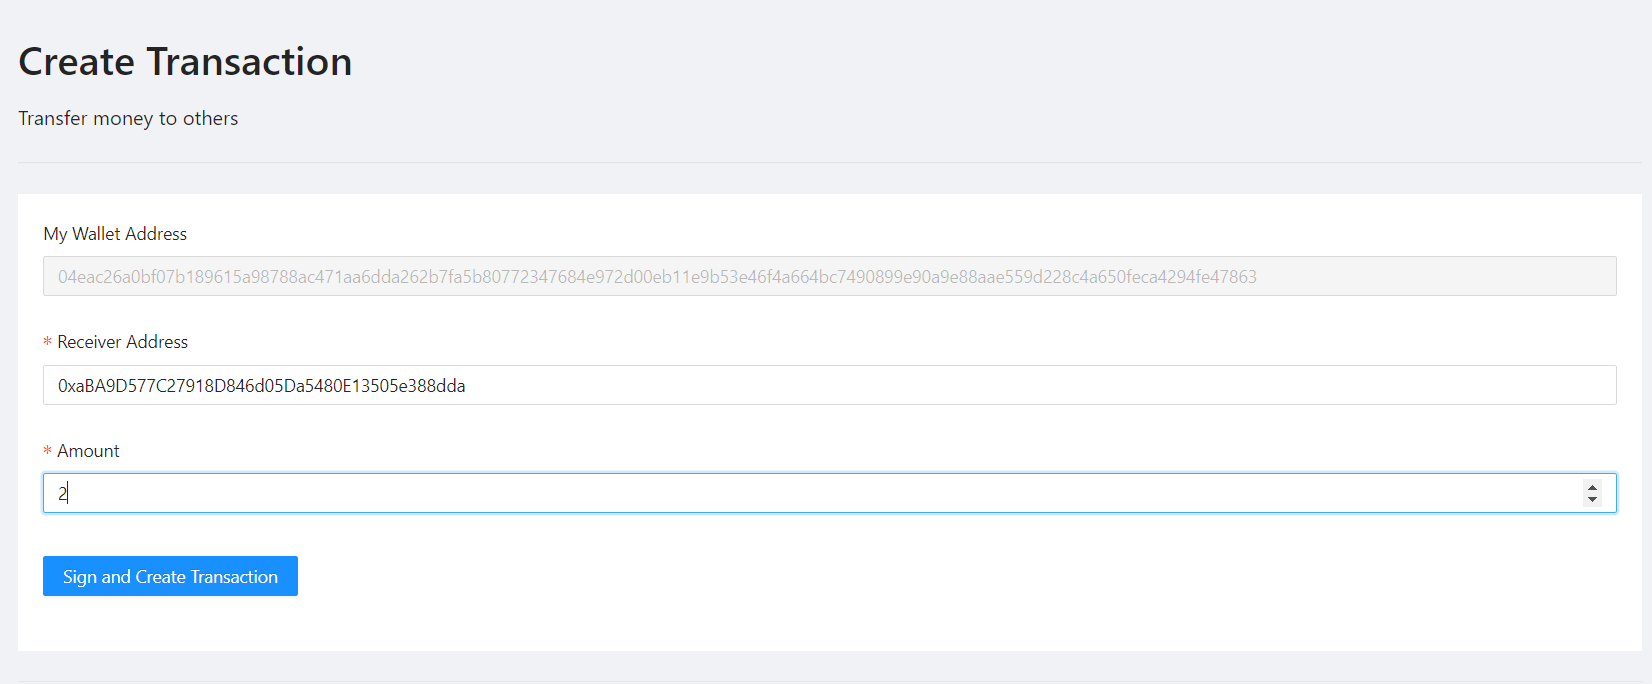 Create Transaction
Transfer money to others
My Wallet Address
04eac26a0bf07b189615a98788ac471aa6dda262b7fa5b80772347684e972d00eb11e9b53e46f4a664bc7490899e90a9e88aae559d228c4a650feca4294fe47863
* Receiver Address
0xaBA9D577C27918D846d05Da5480E13505e388dda
* Amount
2
Sign and Create Transaction